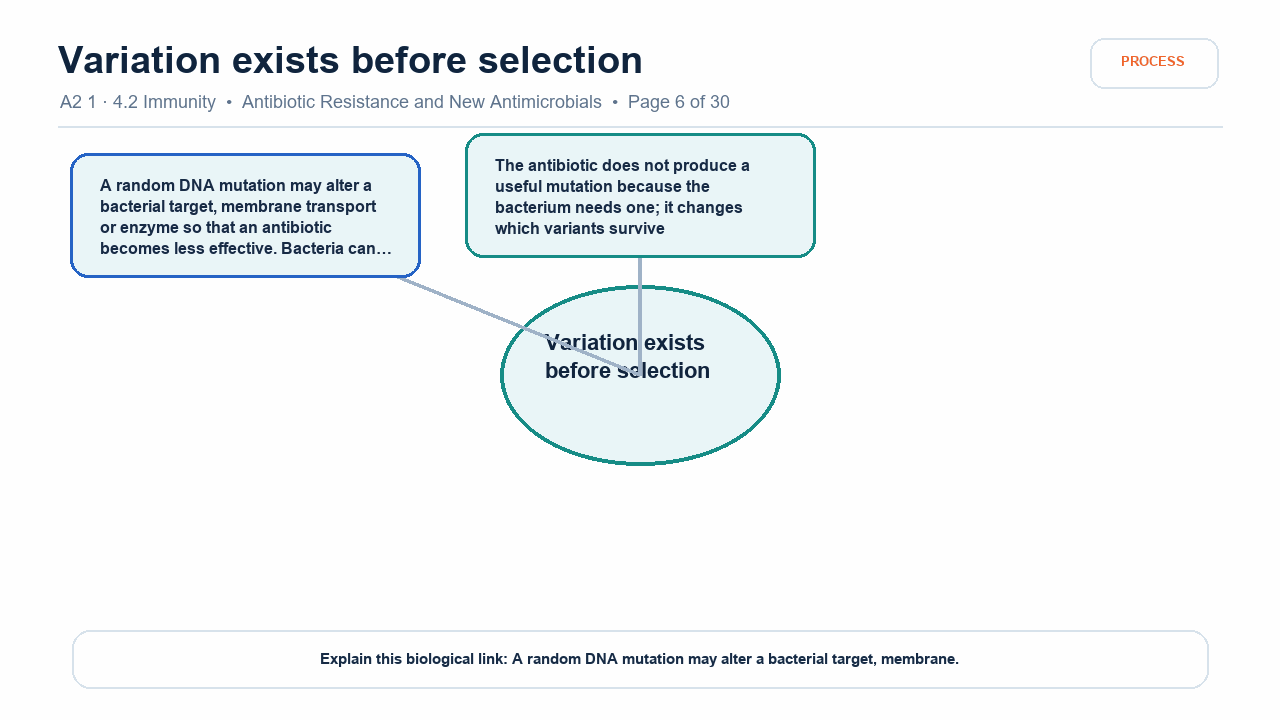 Variation exists before selection
PROCESS
A2 1 · 4.2 Immunity • Antibiotic Resistance and New Antimicrobials • Page 6 of 30
A random DNA mutation may alter a
bacterial target, membrane transport
or enzyme so that an antibiotic
becomes less effective. Bacteria can…
The antibiotic does not produce a
useful mutation because the
bacterium needs one; it changes
which variants survive
Variation exists
before selection
Explain this biological link: A random DNA mutation may alter a bacterial target, membrane.